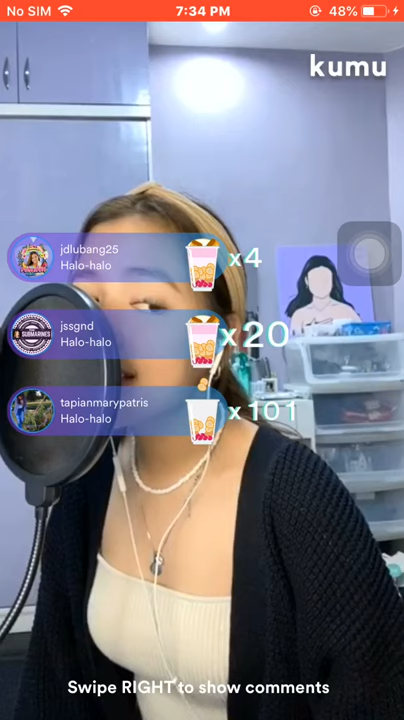 No SIM 7:34 PM 48%
kumu
jdlubang25
Halo-halo
x4
jssgnd
Halo-halo
x20
SUBMARINES
tapianmarypatris
Halo-halo
x101
Swipe RIGHT to show comments